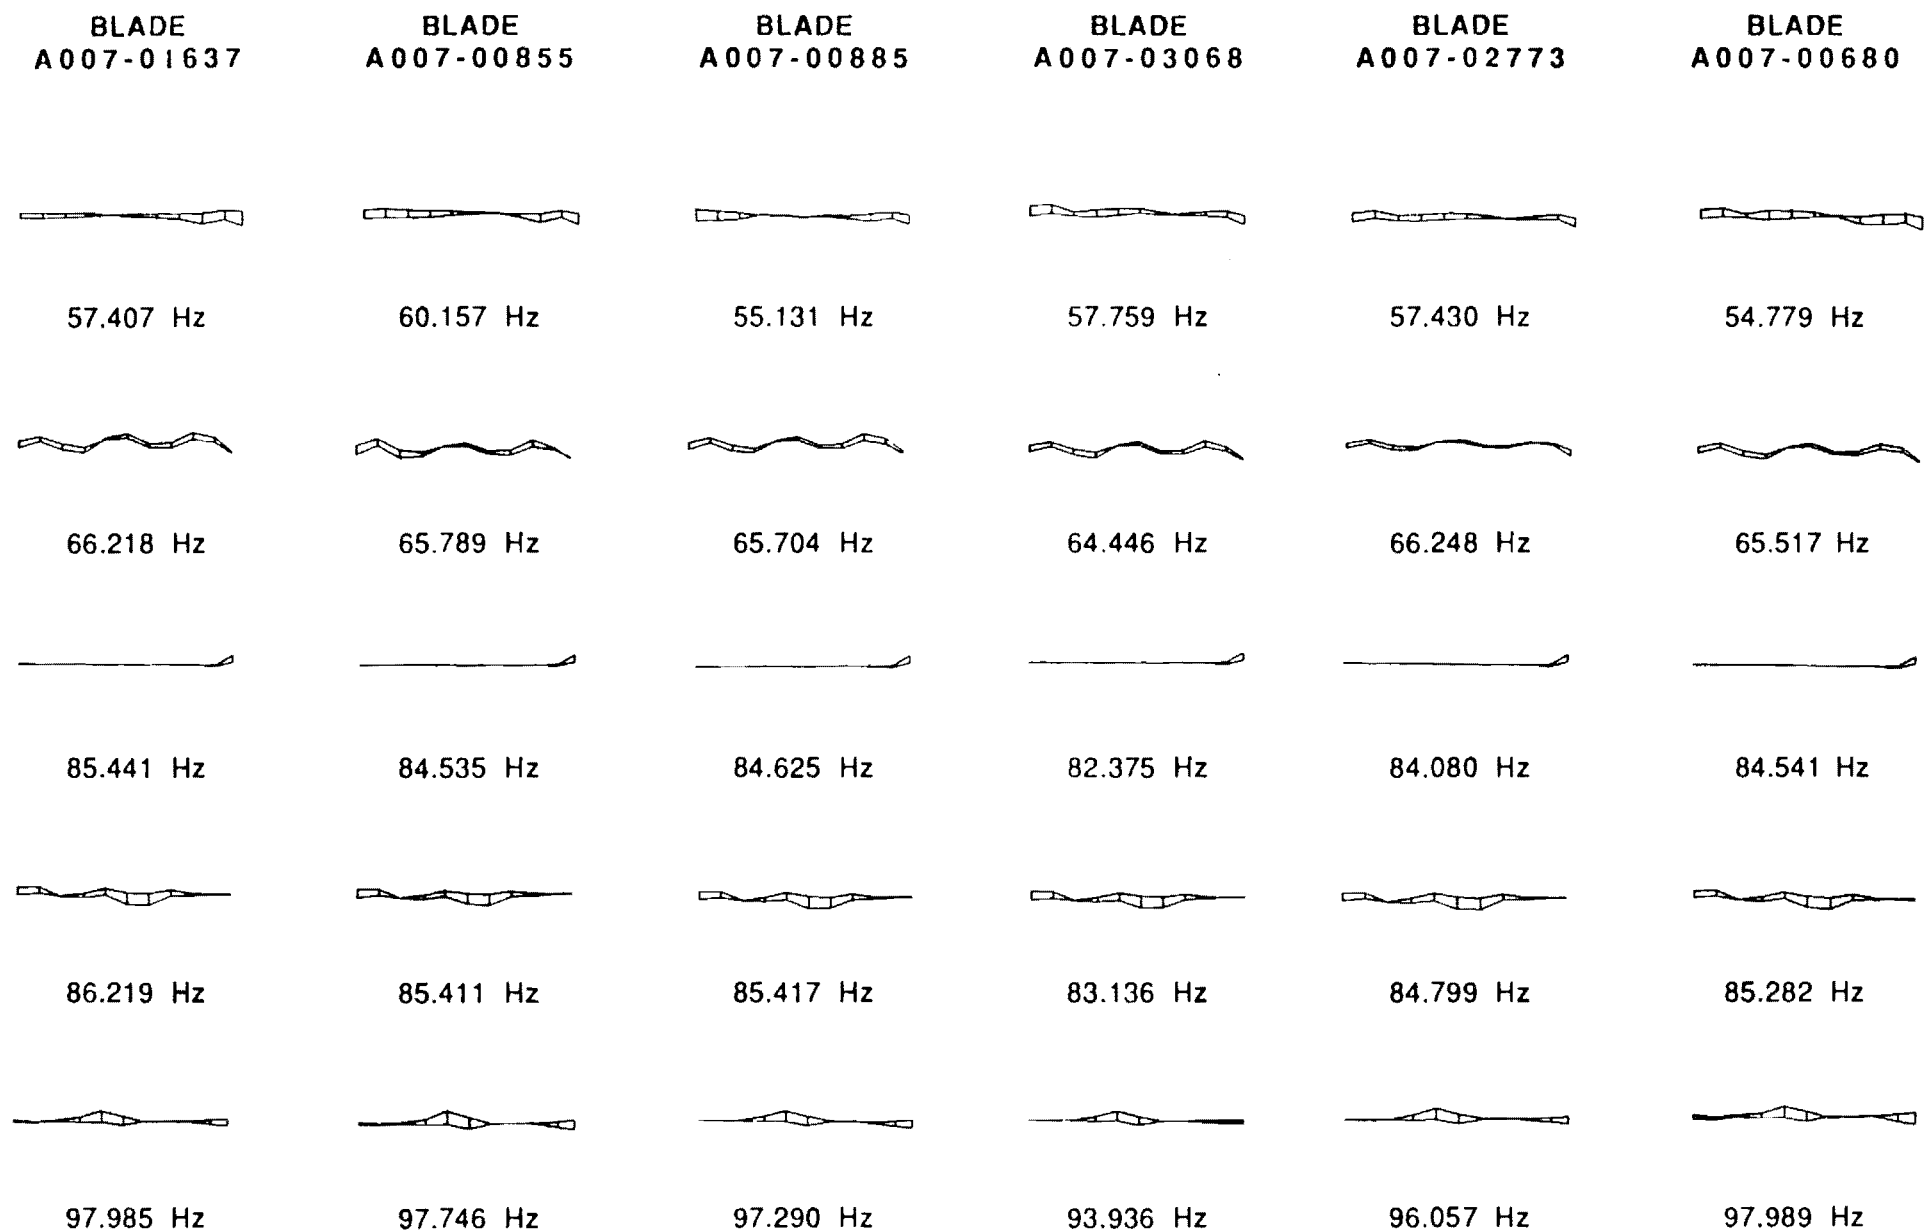 BLADE BLADE BLADE BLADE BLADE BLADE
A007-01637 A007-00855 A007-00885 A007-03068 A007-02773 A007-00680
57.407 Hz 60.157 Hz 55.131 Hz 57.759 Hz 57.430 Hz 54.779 Hz
66.218 Hz 65.789 Hz 65.704 Hz 64.446 Hz 66.248 Hz 65.517 Hz
85.441 Hz 84.535 Hz 84.625 Hz 82.375 Hz 84.080 Hz 84.541 Hz
86.219 Hz 85.411 Hz 85.417 Hz 83.136 Hz 84.799 Hz 85.282 Hz
97.985 Hz 97.746 Hz 97.290 Hz 93.936 Hz 96.057 Hz 97.989 Hz